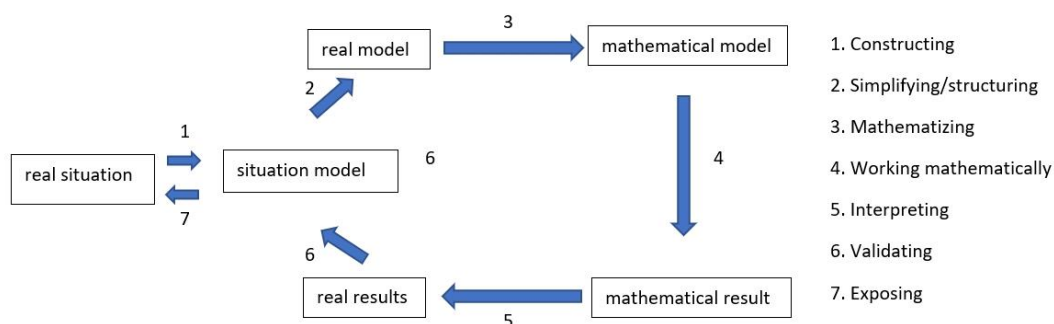 3
real model
mathematical model
1. Constructing
2
2. Simplifying/structuring
1
3. Mathematizing
real situation
situation model
6
4
4. Working mathematically
7
5. Interpreting
6
6. Validating
real results
mathematical result
7. Exposing
5